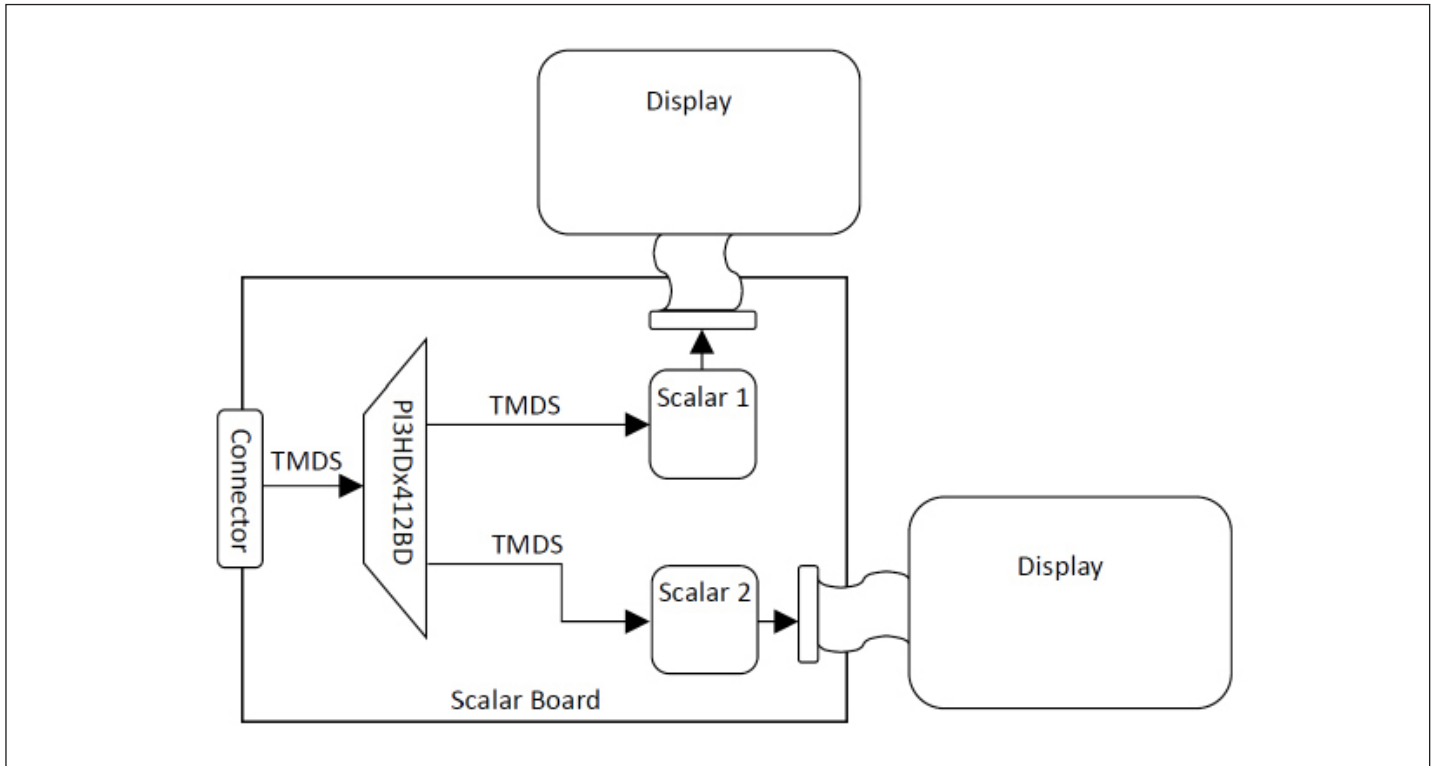 Display
Connector
TMDS
PI3HDx412BD
TMDS
Scalar 1
TMDS
Scalar 2
Display
Scalar Board